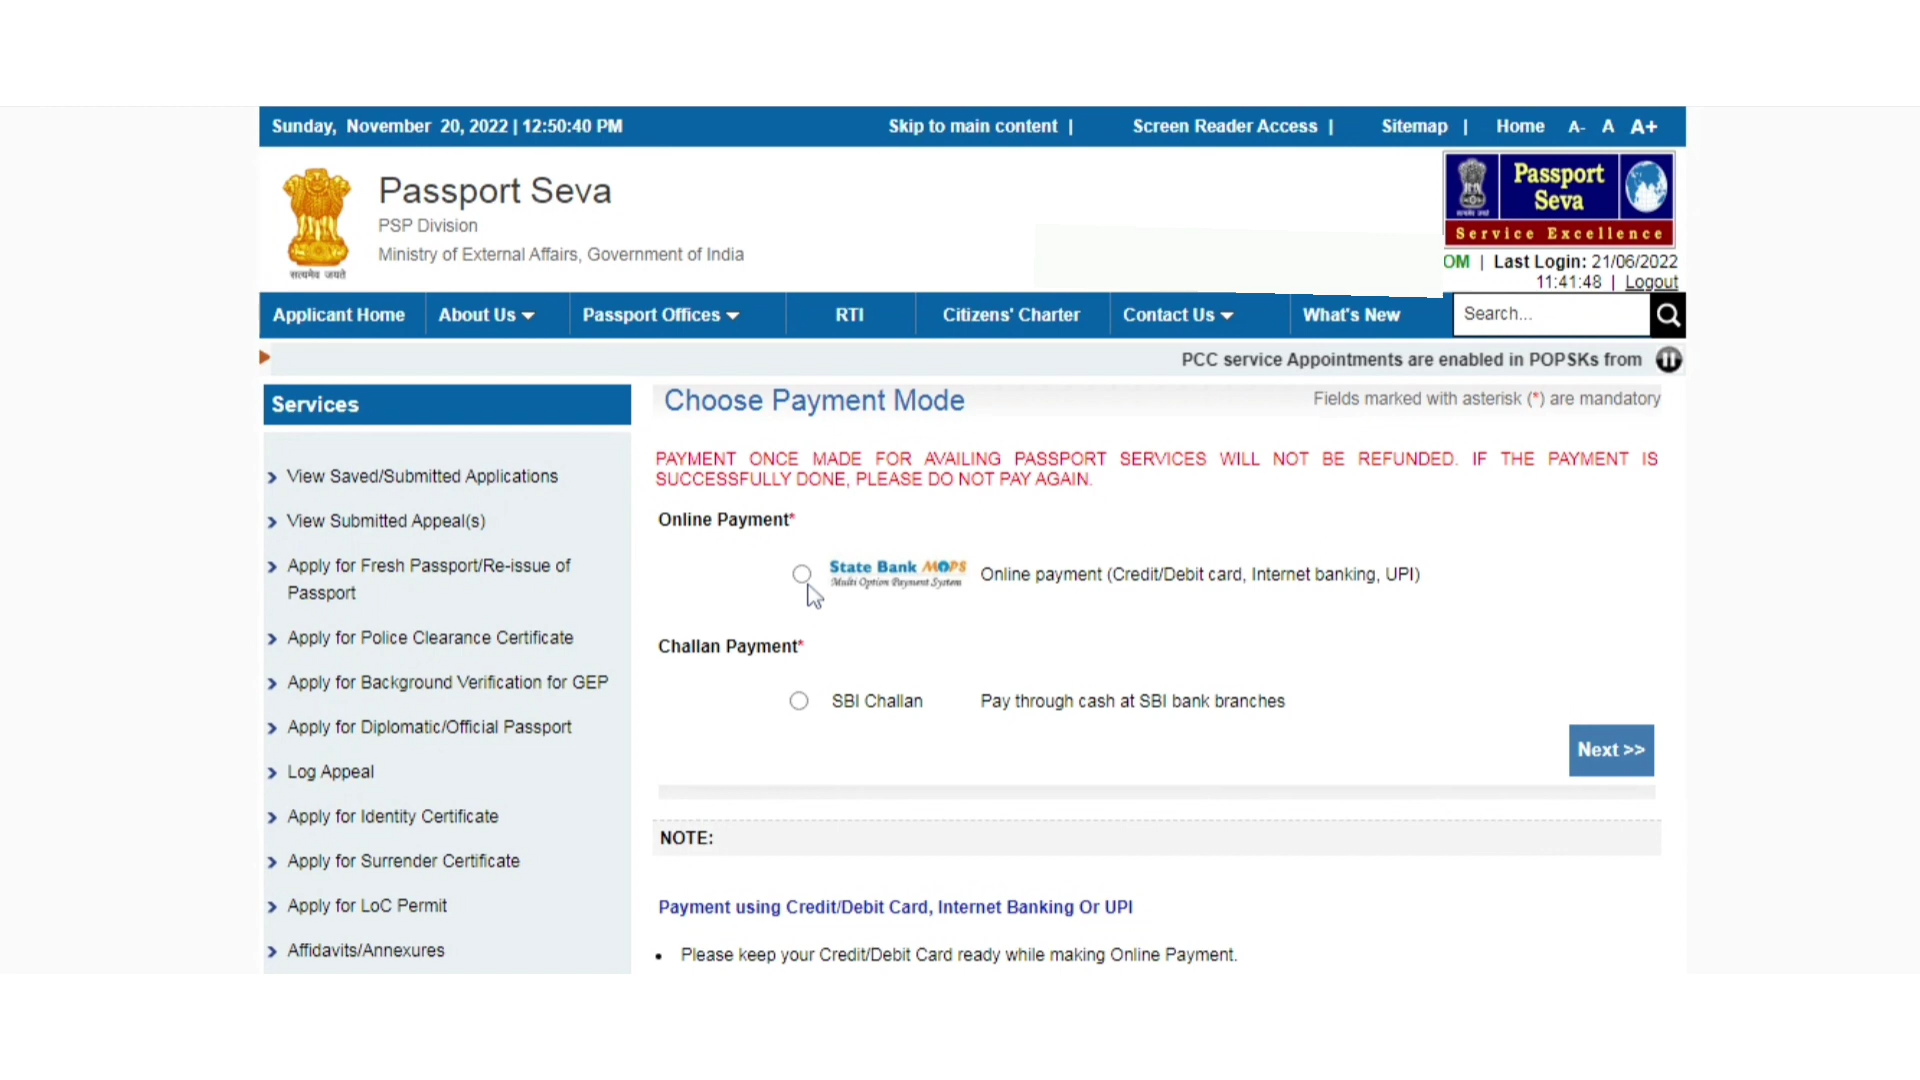 Sunday, November 20, 2022 | 12:50:40 PM
Skip to main content |
Screen Reader Access |
Sitemap |
Home
A- A A+
सत्यमेव जयते
Passport Seva
PSP Division
Ministry of External Affairs, Government of India
Passport
Seva
Service Excellence
OM | Last Login: 21/06/2022
11:41:48 | Logout
Applicant Home
About Us
Passport Offices
RTI
Citizens' Charter
Contact Us
What's New
Search...
PCC service Appointments are enabled in POPSKs from
Services
View Saved/Submitted Applications
View Submitted Appeal(s)
Apply for Fresh Passport/Re-issue of
Passport
Apply for Police Clearance Certificate
Apply for Background Verification for GEP
Apply for Diplomatic/Official Passport
Log Appeal
Apply for Identity Certificate
Apply for Surrender Certificate
Apply for LoC Permit
Affidavits/Annexures
Choose Payment Mode
Fields marked with asterisk (*) are mandatory
PAYMENT ONCE MADE FOR AVAILING PASSPORT SERVICES WILL NOT BE REFUNDED. IF THE PAYMENT IS
SUCCESSFULLY DONE, PLEASE DO NOT PAY AGAIN.
Online Payment*
State Bank MOPS
Multi Option Payment System
Online payment (Credit/Debit card, Internet banking, UPI)
Challan Payment*
SBI Challan
Pay through cash at SBI bank branches
Next >>
NOTE:
Payment using Credit/Debit Card, Internet Banking Or UPI
• Please keep your Credit/Debit Card ready while making Online Payment.